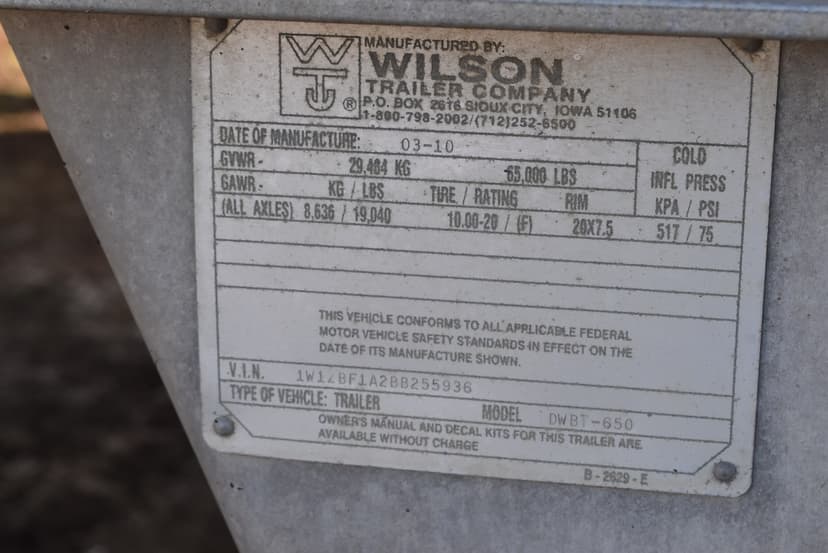 MANUFACTURED BY:
WILSON
TRAILER COMPANY
P.O. BOX 2616 SIOUX CITY, IOWA 51106
1-800-798-2002/(712)252-6500
WT ®
DATE OF MANUFACTURE: 03-10
COLD
INFL PRESS
KPA / PSI
GVWR - 29,484 KG 65,000 LBS
GAWR - KG / LBS TIRE / RATING RIM
(ALL AXLES) 8,636 / 19,040 10.00-20 / (F) 20X7.5 517 / 75
THIS VEHICLE CONFORMS TO ALL APPLICABLE FEDERAL
MOTOR VEHICLE SAFETY STANDARDS IN EFFECT ON THE
DATE OF ITS MANUFACTURE SHOWN.
V.I.N. 1W1ZBF1A2BB255936
TYPE OF VEHICLE: TRAILER MODEL DWBT-650
OWNER'S MANUAL AND DECAL KITS FOR THIS TRAILER ARE
AVAILABLE WITHOUT CHARGE
B-2629-E